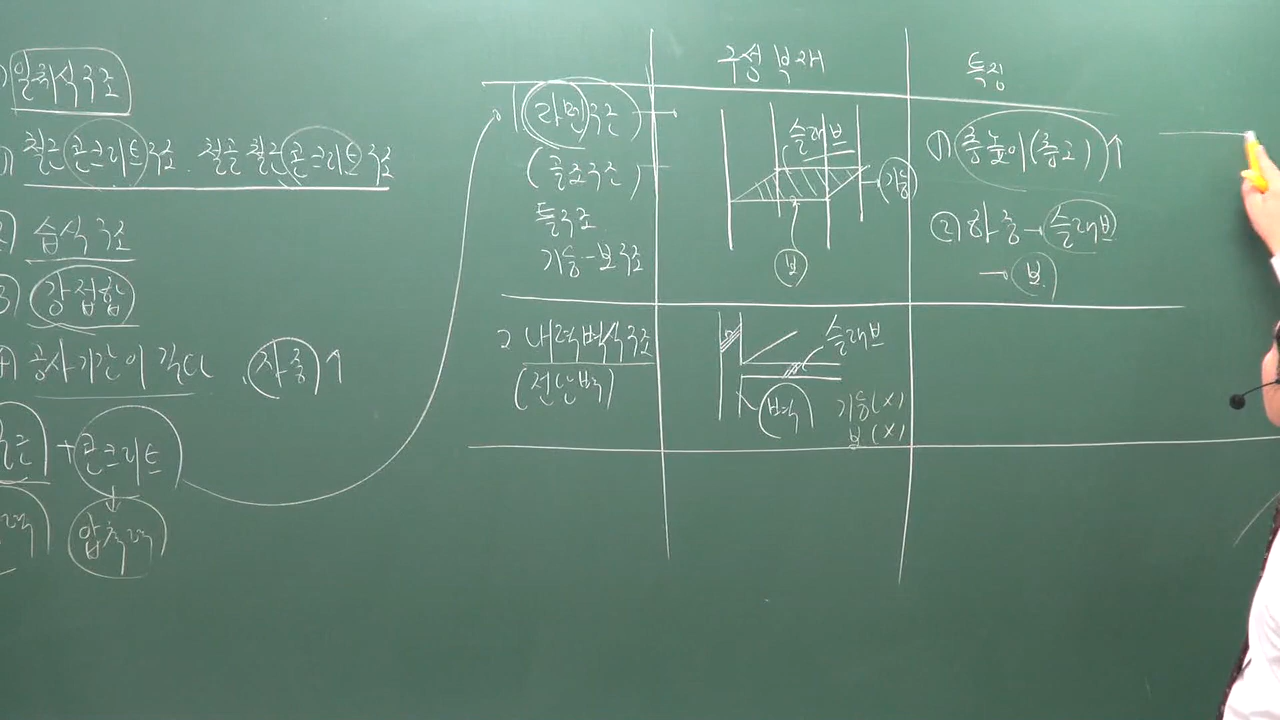 일체식구조
철근콘크리트구조. 철골철근콘크리트구조
습식구조
강접합
공사기간이 길다 자중↑
철근 + 콘크리트
압축력
구성부재
특징
1 라멘구조
(골조구조)
틀구조
기둥-보구조
슬래브
기둥
보
① 층높이(층고)↑
② 하중→슬래브
→보
2 내력벽식구조
(전단벽)
슬래브
벽
기둥(×)
보(×)